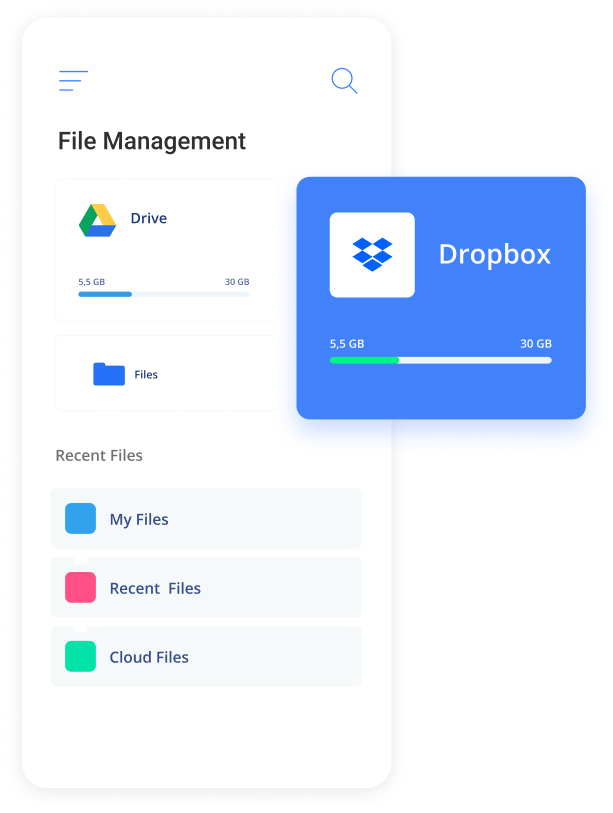 File Management
Drive
5,5 GB 30 GB
Dropbox
5,5 GB 30 GB
Files
Recent Files
My Files
Recent Files
Cloud Files